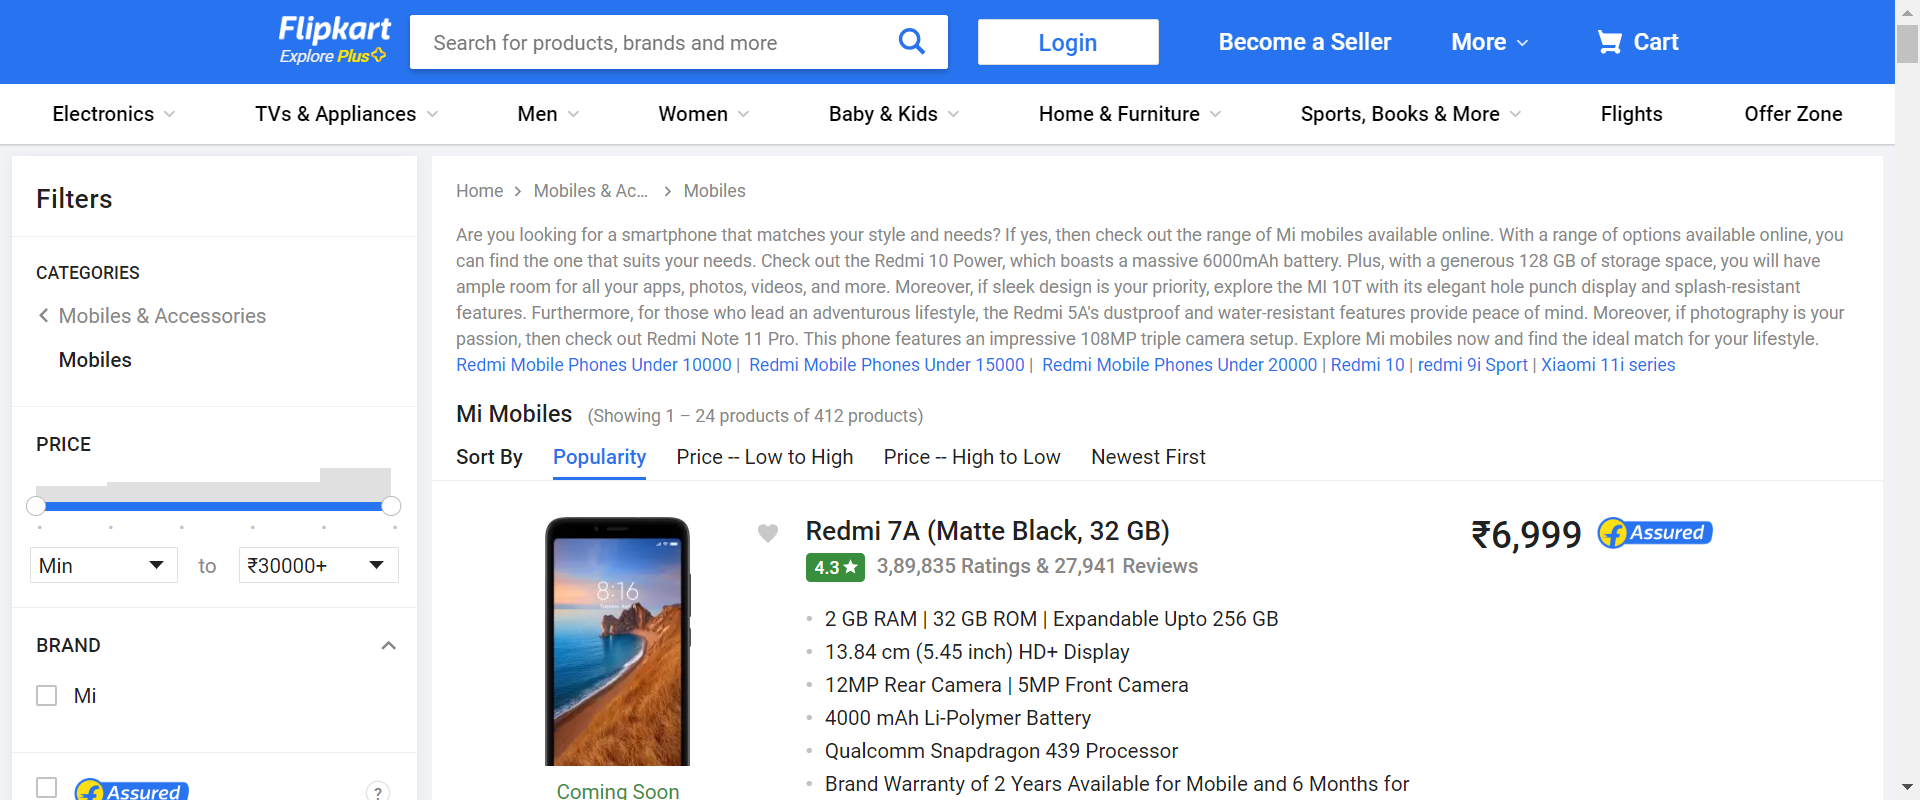 Flipkart
Explore Plus
Search for products, brands and more
Login
Become a Seller
More
Cart
Electronics
TVs & Appliances
Men
Women
Baby & Kids
Home & Furniture
Sports, Books & More
Flights
Offer Zone
Filters
CATEGORIES
Mobiles & Accessories
Mobiles
PRICE
Min to ₹30000+
BRAND
Mi
Assured ?
Home > Mobiles & Ac... > Mobiles
Are you looking for a smartphone that matches your style and needs? If yes, then check out the range of Mi mobiles available online. With a range of options available online, you
can find the one that suits your needs. Check out the Redmi 10 Power, which boasts a massive 6000mAh battery. Plus, with a generous 128 GB of storage space, you will have
ample room for all your apps, photos, videos, and more. Moreover, if sleek design is your priority, explore the MI 10T with its elegant hole punch display and splash-resistant
features. Furthermore, for those who lead an adventurous lifestyle, the Redmi 5A's dustproof and water-resistant features provide peace of mind. Moreover, if photography is your
passion, then check out Redmi Note 11 Pro. This phone features an impressive 108MP triple camera setup. Explore Mi mobiles now and find the ideal match for your lifestyle.
Redmi Mobile Phones Under 10000 | Redmi Mobile Phones Under 15000 | Redmi Mobile Phones Under 20000 | Redmi 10 | redmi 9i Sport | Xiaomi 11i series
Mi Mobiles (Showing 1 – 24 products of 412 products)
Sort By Popularity Price -- Low to High Price -- High to Low Newest First
8:16
Coming Soon
Redmi 7A (Matte Black, 32 GB)
4.3★ 3,89,835 Ratings & 27,941 Reviews
2 GB RAM | 32 GB ROM | Expandable Upto 256 GB
13.84 cm (5.45 inch) HD+ Display
12MP Rear Camera | 5MP Front Camera
4000 mAh Li-Polymer Battery
Qualcomm Snapdragon 439 Processor
Brand Warranty of 2 Years Available for Mobile and 6 Months for
₹6,999 Assured